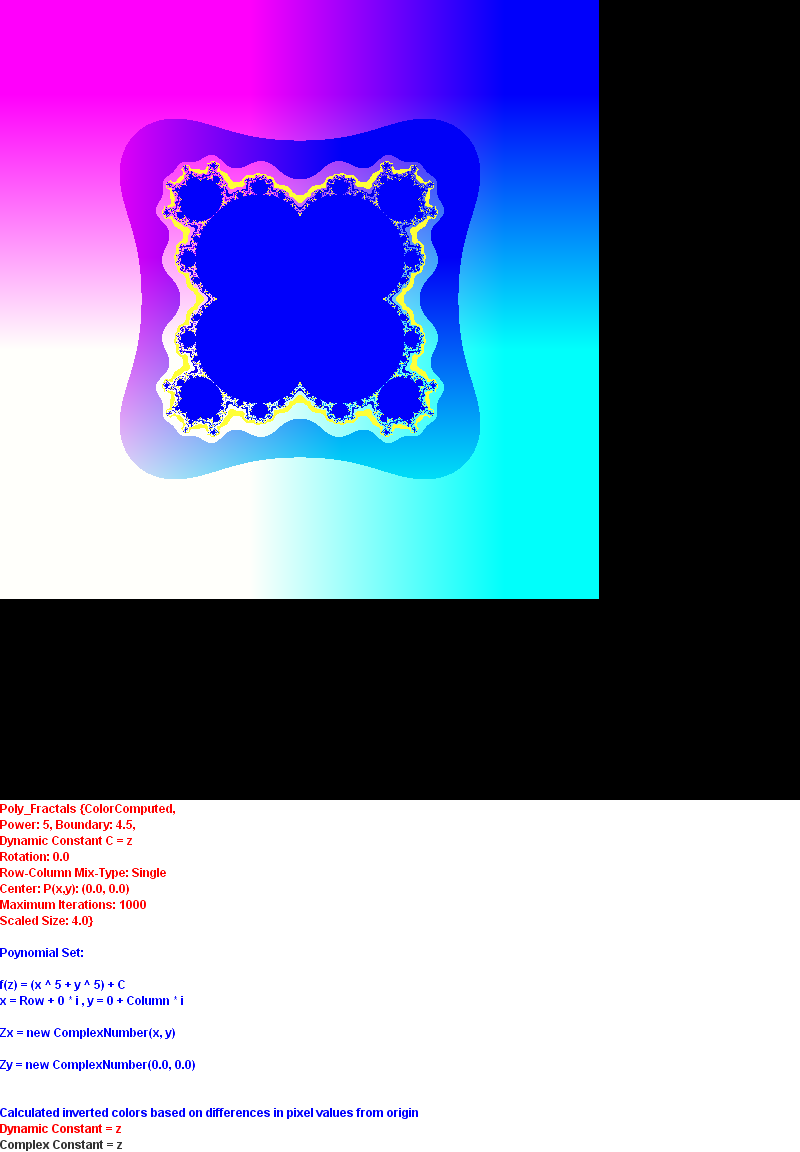 Poly_Fractals {ColorComputed,
Power: 5, Boundary: 4.5,
Dynamic Constant C = z
Rotation: 0.0
Row-Column Mix-Type: Single
Center: P(x,y): (0.0, 0.0)
Maximum Iterations: 1000
Scaled Size: 4.0}
Poynomial Set:
f(z) = (x ^ 5 + y ^ 5) + C
x = Row + 0 * i , y = 0 + Column * i
Zx = new ComplexNumber(x, y)
Zy = new ComplexNumber(0.0, 0.0)
Calculated inverted colors based on differences in pixel values from origin
Dynamic Constant = z
Complex Constant = z